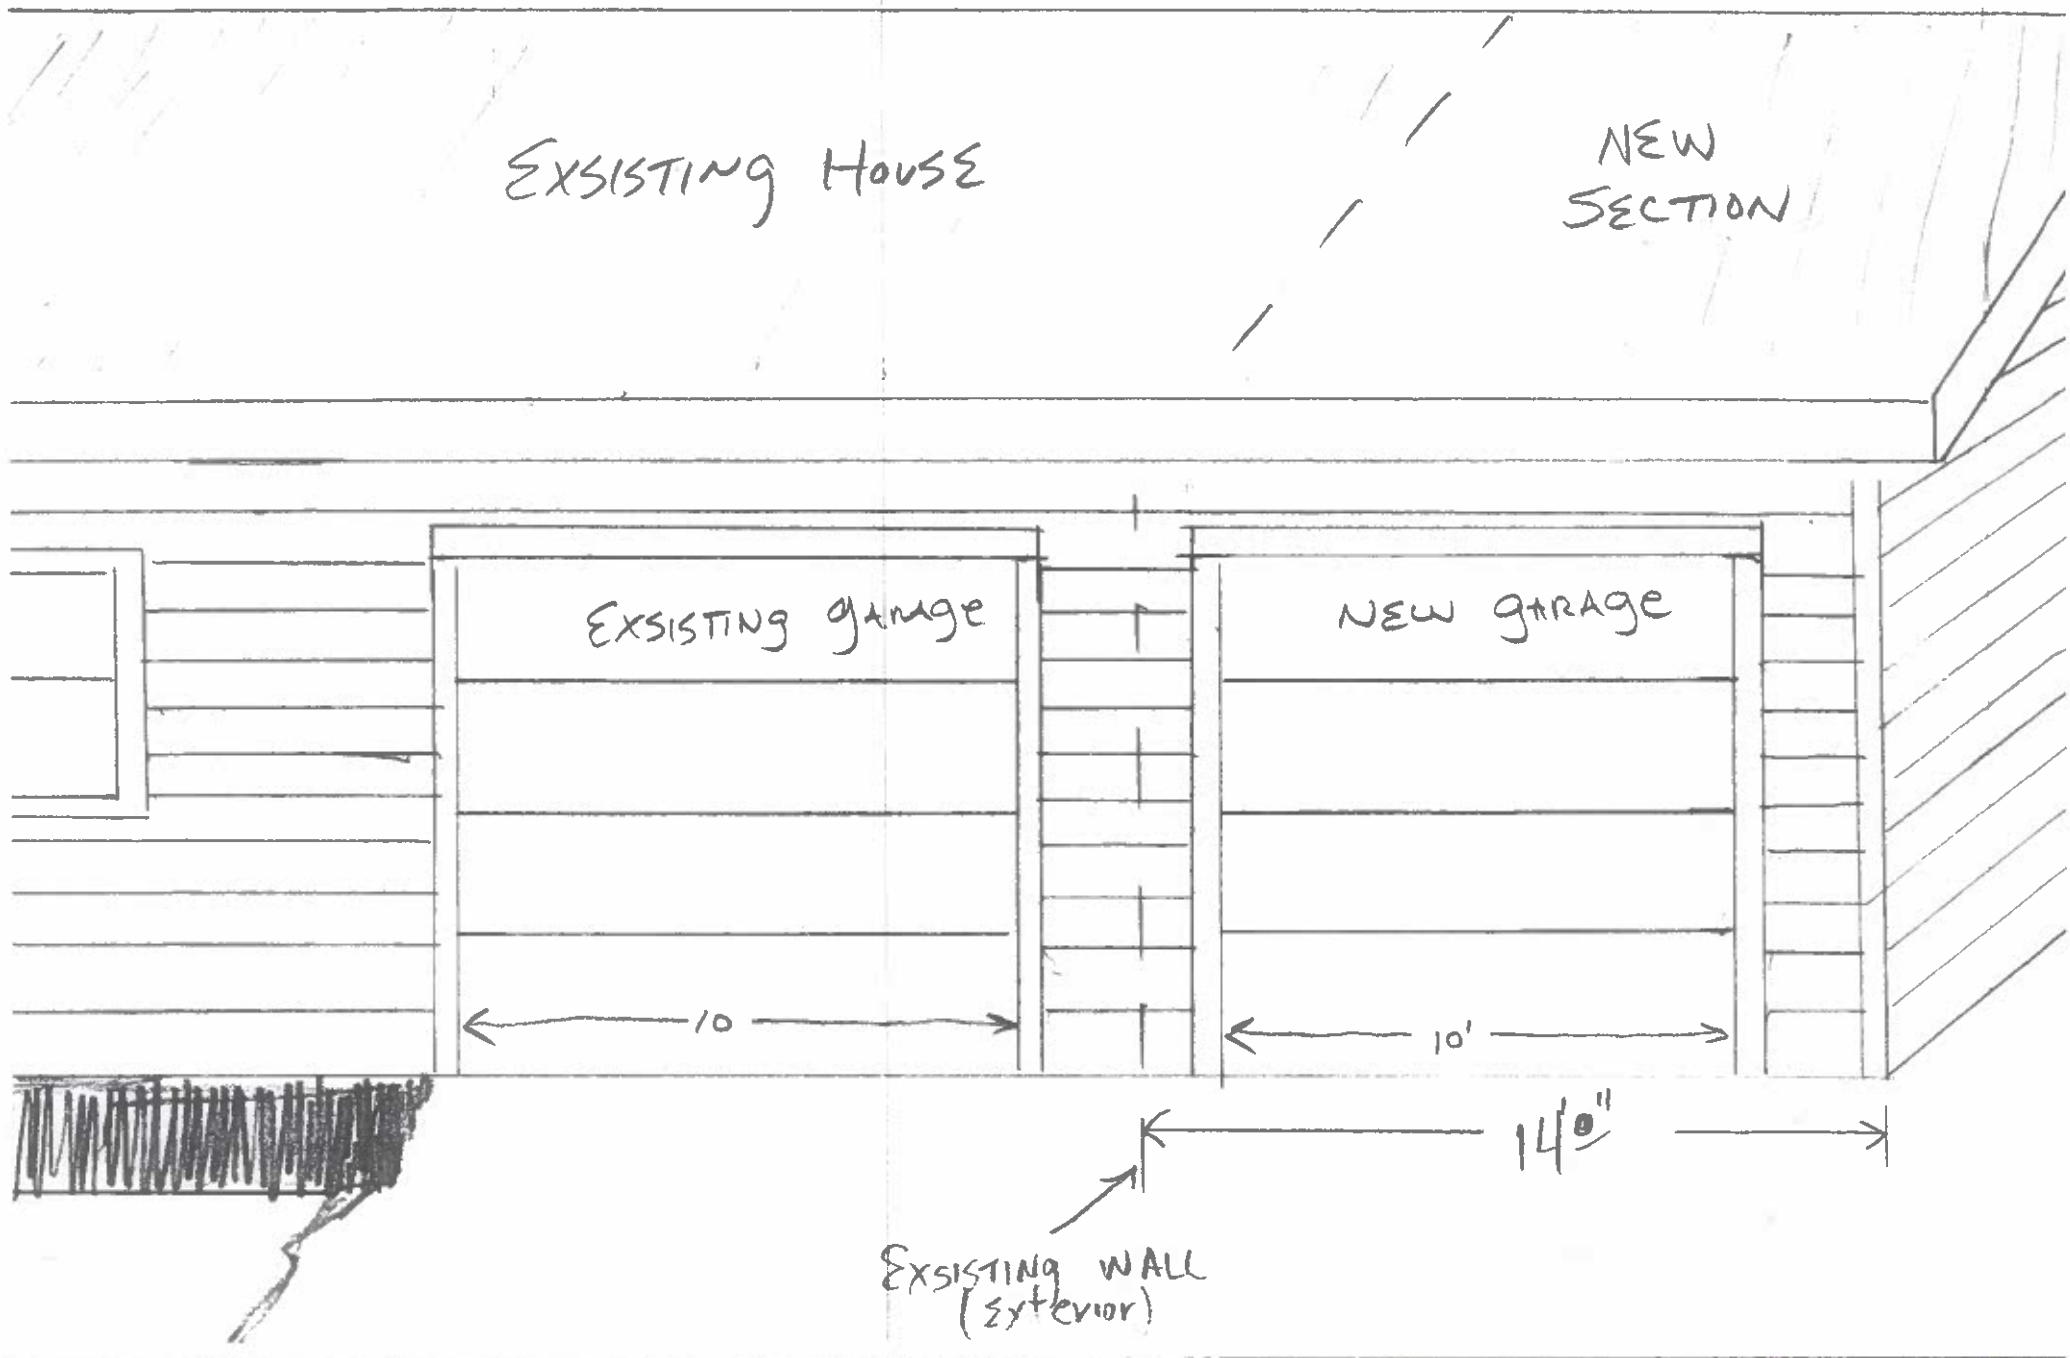 EXSISTING HOUSE
NEW
SECTION
EXSISTING GARAGE
NEW GARAGE
10
10'
14'0"
EXSISTING WALL
(Exterior)